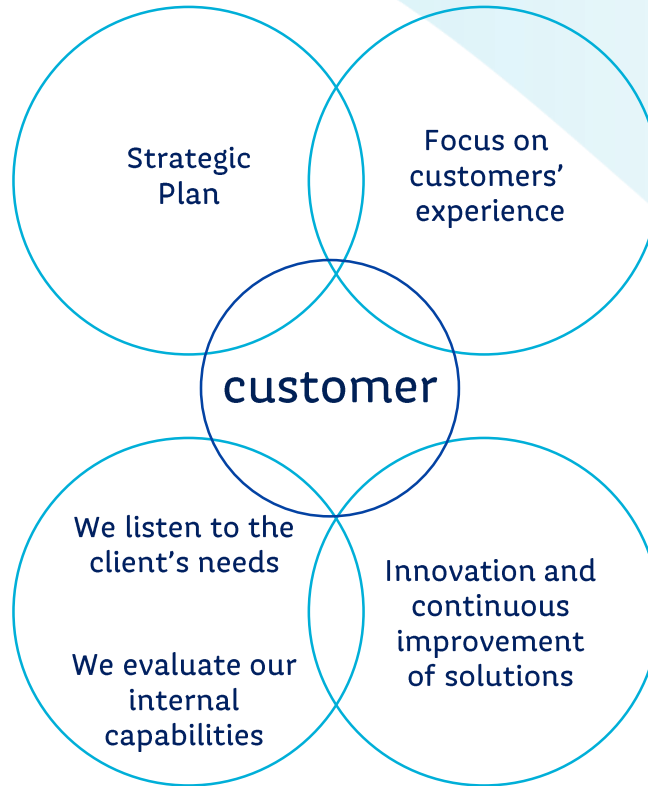 Strategic
Plan
Focus on
customers’
experience
customer
We listen to the
client’s needs
We evaluate our
internal
capabilities
Innovation and
continuous
improvement
of solutions